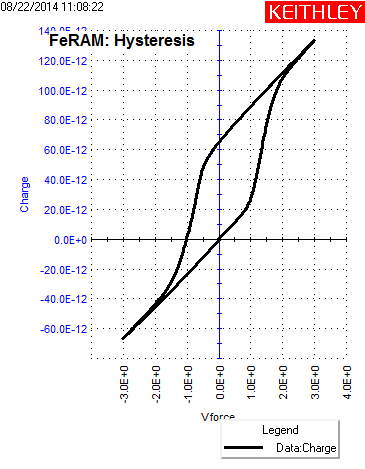 08/22/2014 11:08:22
KEITHLEY
FeRAM: Hysteresis
140.0E-12
120.0E-12
100.0E-12
80.0E-12
60.0E-12
40.0E-12
20.0E-12
0.0E+0
-20.0E-12
-40.0E-12
-60.0E-12
Charge
-3.0E+0
-2.0E+0
-1.0E+0
0.0E+0
1.0E+0
2.0E+0
3.0E+0
4.0E+0
Vforce
Legend
Data:Charge